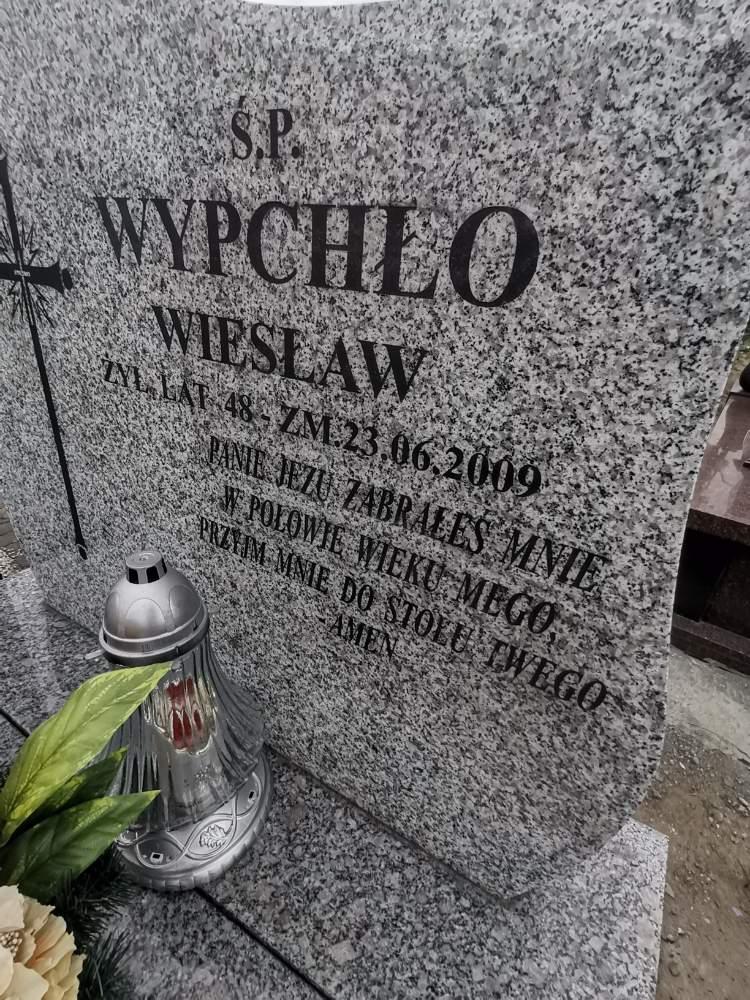 Ś.P.
WYPCHŁO
WIESŁAW
ŻYŁ. LAT 48 - ZM.23.06.2009
PANIE JEZU ZABRAŁEŚ MNIE
W POŁOWIE WIEKU MEGO,
PRZYJM MNIE DO STOŁU TWEGO
-AMEN